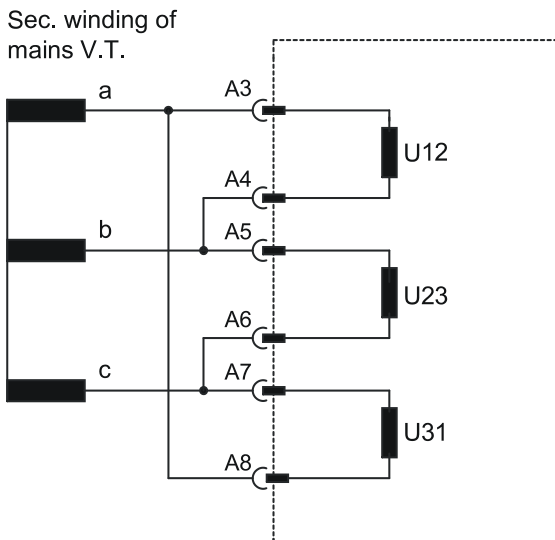 Sec. winding of
mains V.T.
a
A3
U12
A4
b
A5
U23
A6
c
A7
U31
A8